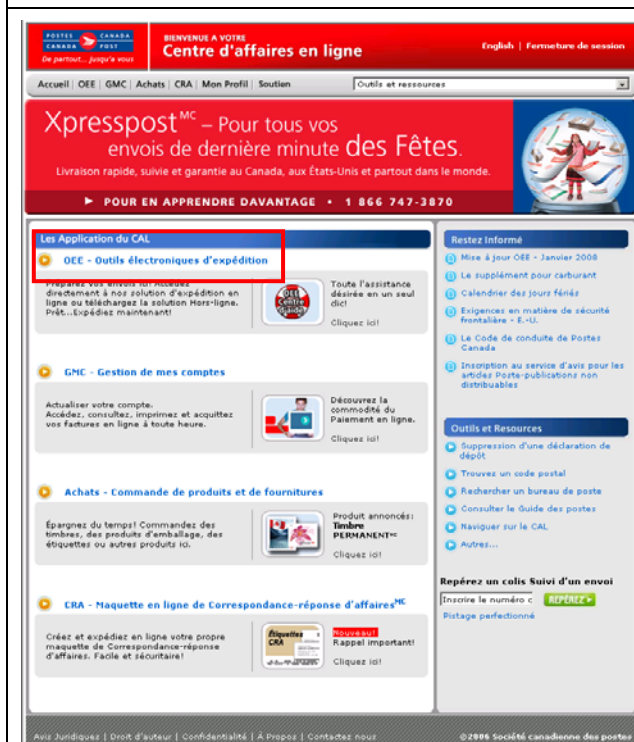 POSTES CANADA
CANADA POST
De partout... jusqu'à vous
BIENVENUE A VOTRE
Centre d'affaires en ligne
English | Fermeture de session
Accueil | OEE | GMC | Achats | CRA | Mon Profil | Soutien
Outils et ressources
Xpresspost MC – Pour tous vos
envois de dernière minute des Fêtes.
Livraison rapide, suivie et garantie au Canada, aux États-Unis et partout dans le monde.
POUR EN APPRENDRE DAVANTAGE • 1 866 747-3870
Les Application du CAL
OEE - Outils électroniques d'expédition
Préparez vos envois ici! Accédez
directement à nos solution d'expédition en
ligne ou téléchargez la solution Hors-ligne.
Prêt...Expédiez maintenant!
OEE
Centre
d'aide
Toute l'assistance
désirée en un seul
clic!
Cliquez ici!
GMC - Gestion de mes comptes
Actualiser votre compte.
Accédez, consultez, imprimez et acquittez
vos factures en ligne à toute heure.
Découvrez la
commodité du
Paiement en ligne.
Cliquez ici!
Achats - Commande de produits et de fournitures
Épargnez du temps! Commandez des
timbres, des produits d'emballage, des
étiquettes ou autres produits ici.
Produit annoncés:
Timbre
PERMANENT MC
Cliquez ici!
CRA - Maquette en ligne de Correspondance-réponse d'affaires MC
Créez et expédiez en ligne votre propre
maquette de Correspondance-réponse
d'affaires. Facile et sécuritaire!
Étiquettes
CRA
Nouveau!
Rappel important!
Cliquez ici!
Restez Informé
Mise à jour OEE - Janvier 2008
Le supplément pour carburant
Calendrier des jours fériés
Exigences en matière de sécurité
frontalière - E.-U.
Le Code de conduite de Postes
Canada
Inscription au service d'avis pour les
articles Poste-publications non
distribuables
Outils et Resources
Suppression d'une déclaration de
dépôt
Trouvez un code postal
Rechercher un bureau de poste
Consulter le Guide des postes
Naviguer sur le CAL
Autres...
Repérez un colis Suivi d'un envoi
Inscrire le numéro c
REPÉREZ
Pistage perfectionné
Avis Juridiques | Droit d'auteur | Confidentialité | À Propos | Contactez nous
©2006 Société canadienne des postes